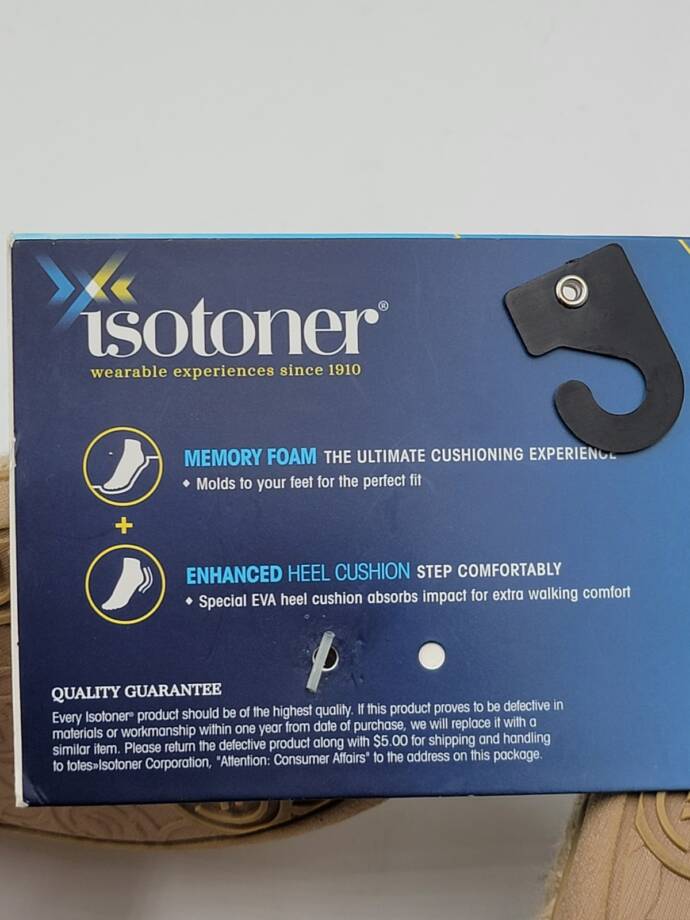 isotoner®
wearable experiences since 1910
MEMORY FOAM THE ULTIMATE CUSHIONING EXPERIENCE
◆ Molds to your feet for the perfect fit
+
ENHANCED HEEL CUSHION STEP COMFORTABLY
◆ Special EVA heel cushion absorbs impact for extra walking comfort
QUALITY GUARANTEE
Every Isotoner® product should be of the highest quality. If this product proves to be defective in
materials or workmanship within one year from date of purchase, we will replace it with a
similar item. Please return the defective product along with $5.00 for shipping and handling
to totes»Isotoner Corporation, "Attention: Consumer Affairs" to the address on this package.